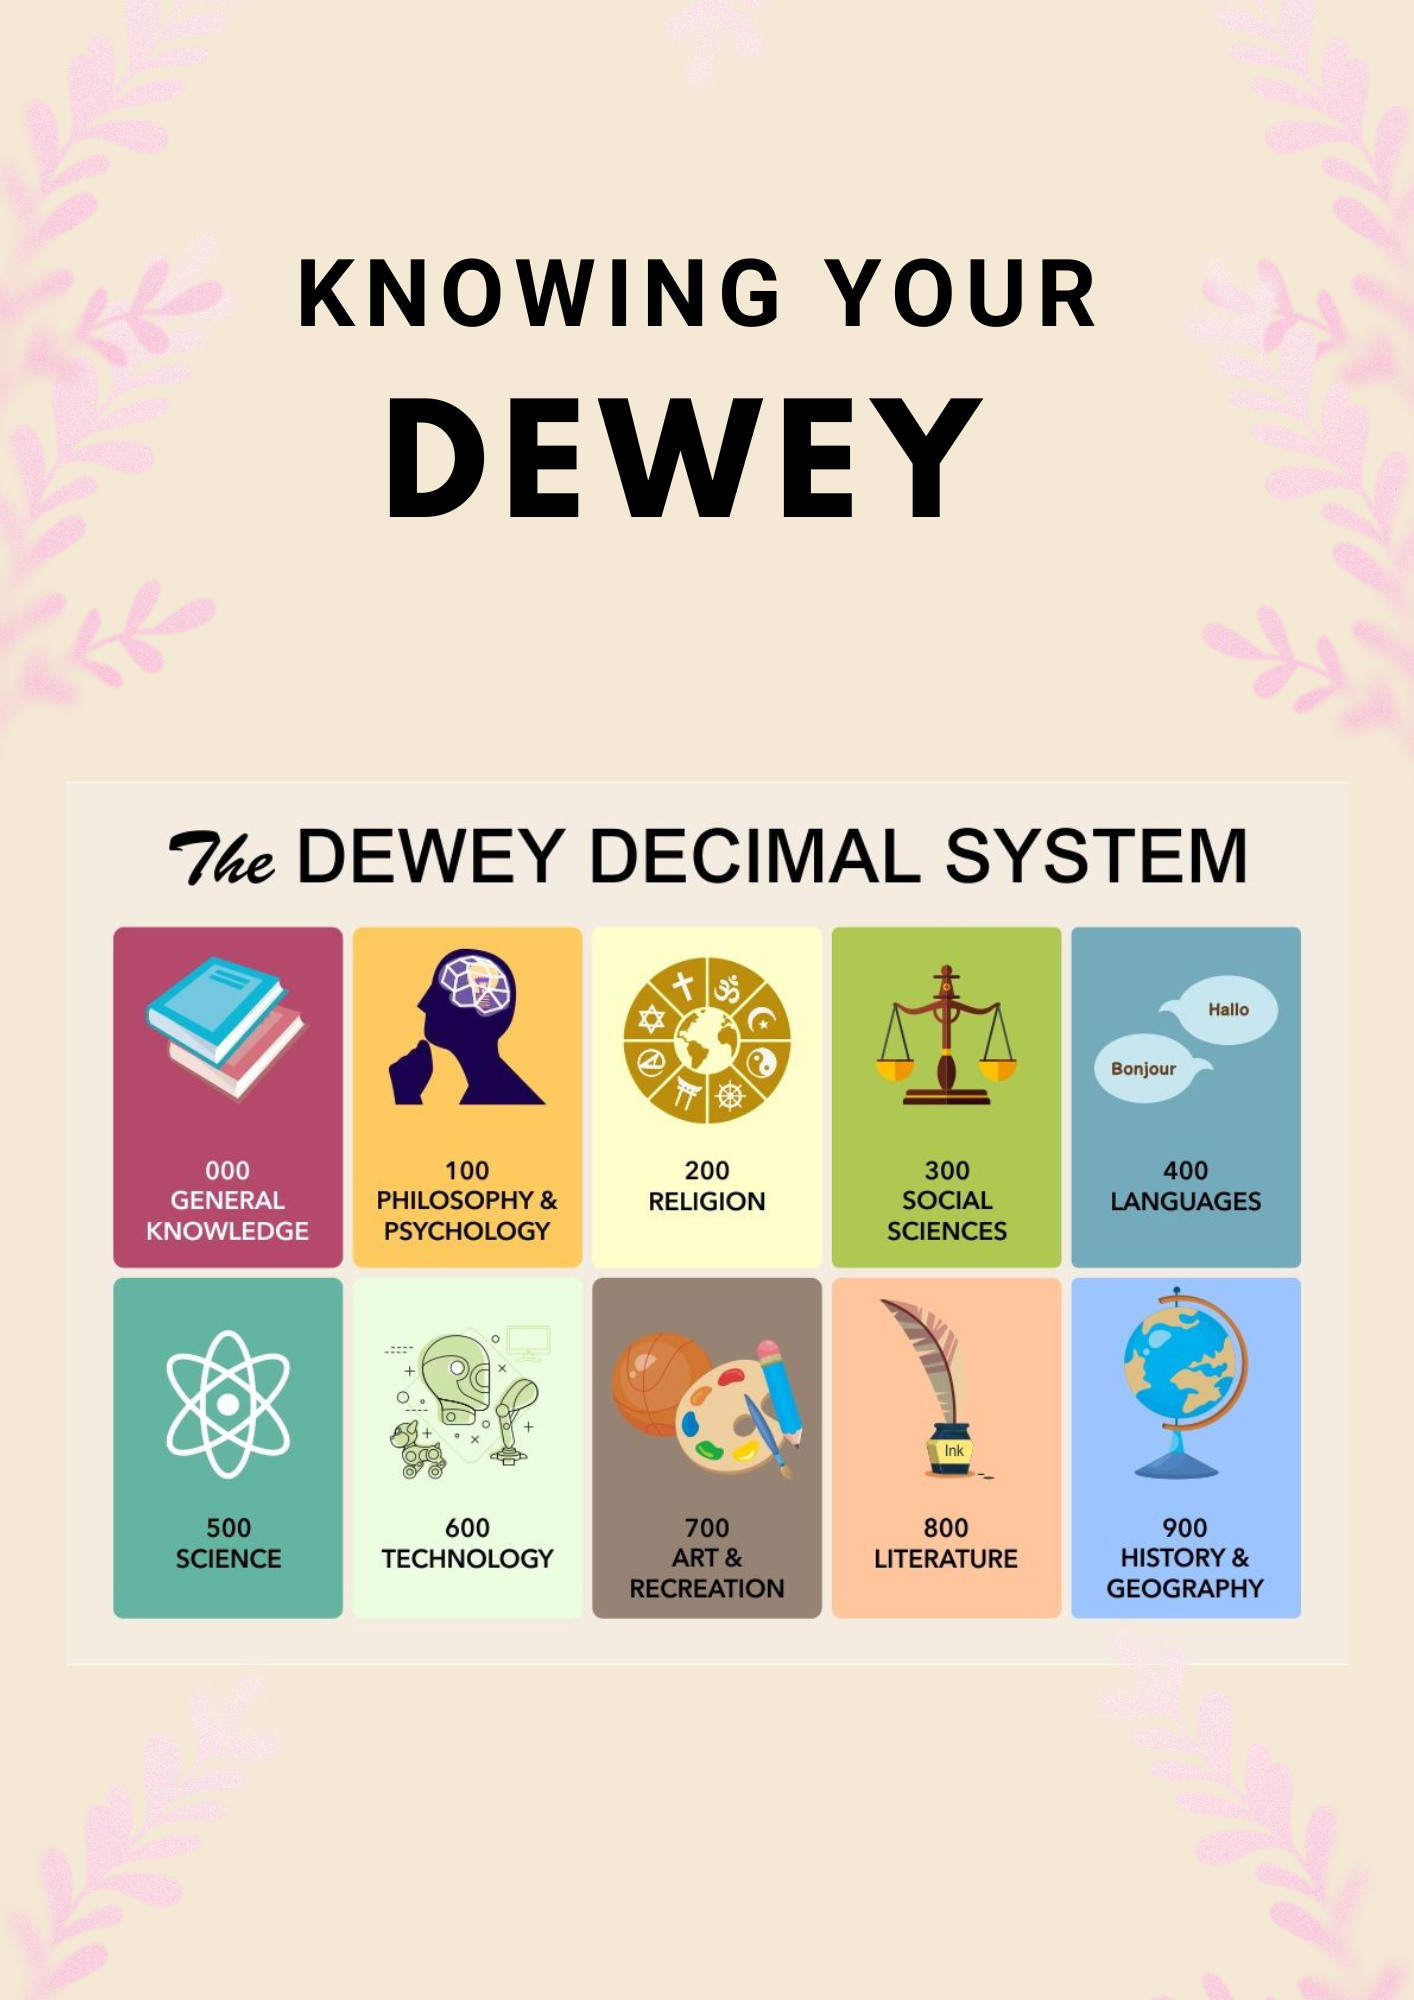 KNOWING YOUR
DEWEY
The DEWEY DECIMAL SYSTEM
000
GENERAL
KNOWLEDGE
100
PHILOSOPHY &
PSYCHOLOGY
200
RELIGION
300
SOCIAL
SCIENCES
Hallo
Bonjour
400
LANGUAGES
500
SCIENCE
600
TECHNOLOGY
700
ART &
RECREATION
Ink
800
LITERATURE
900
HISTORY &
GEOGRAPHY